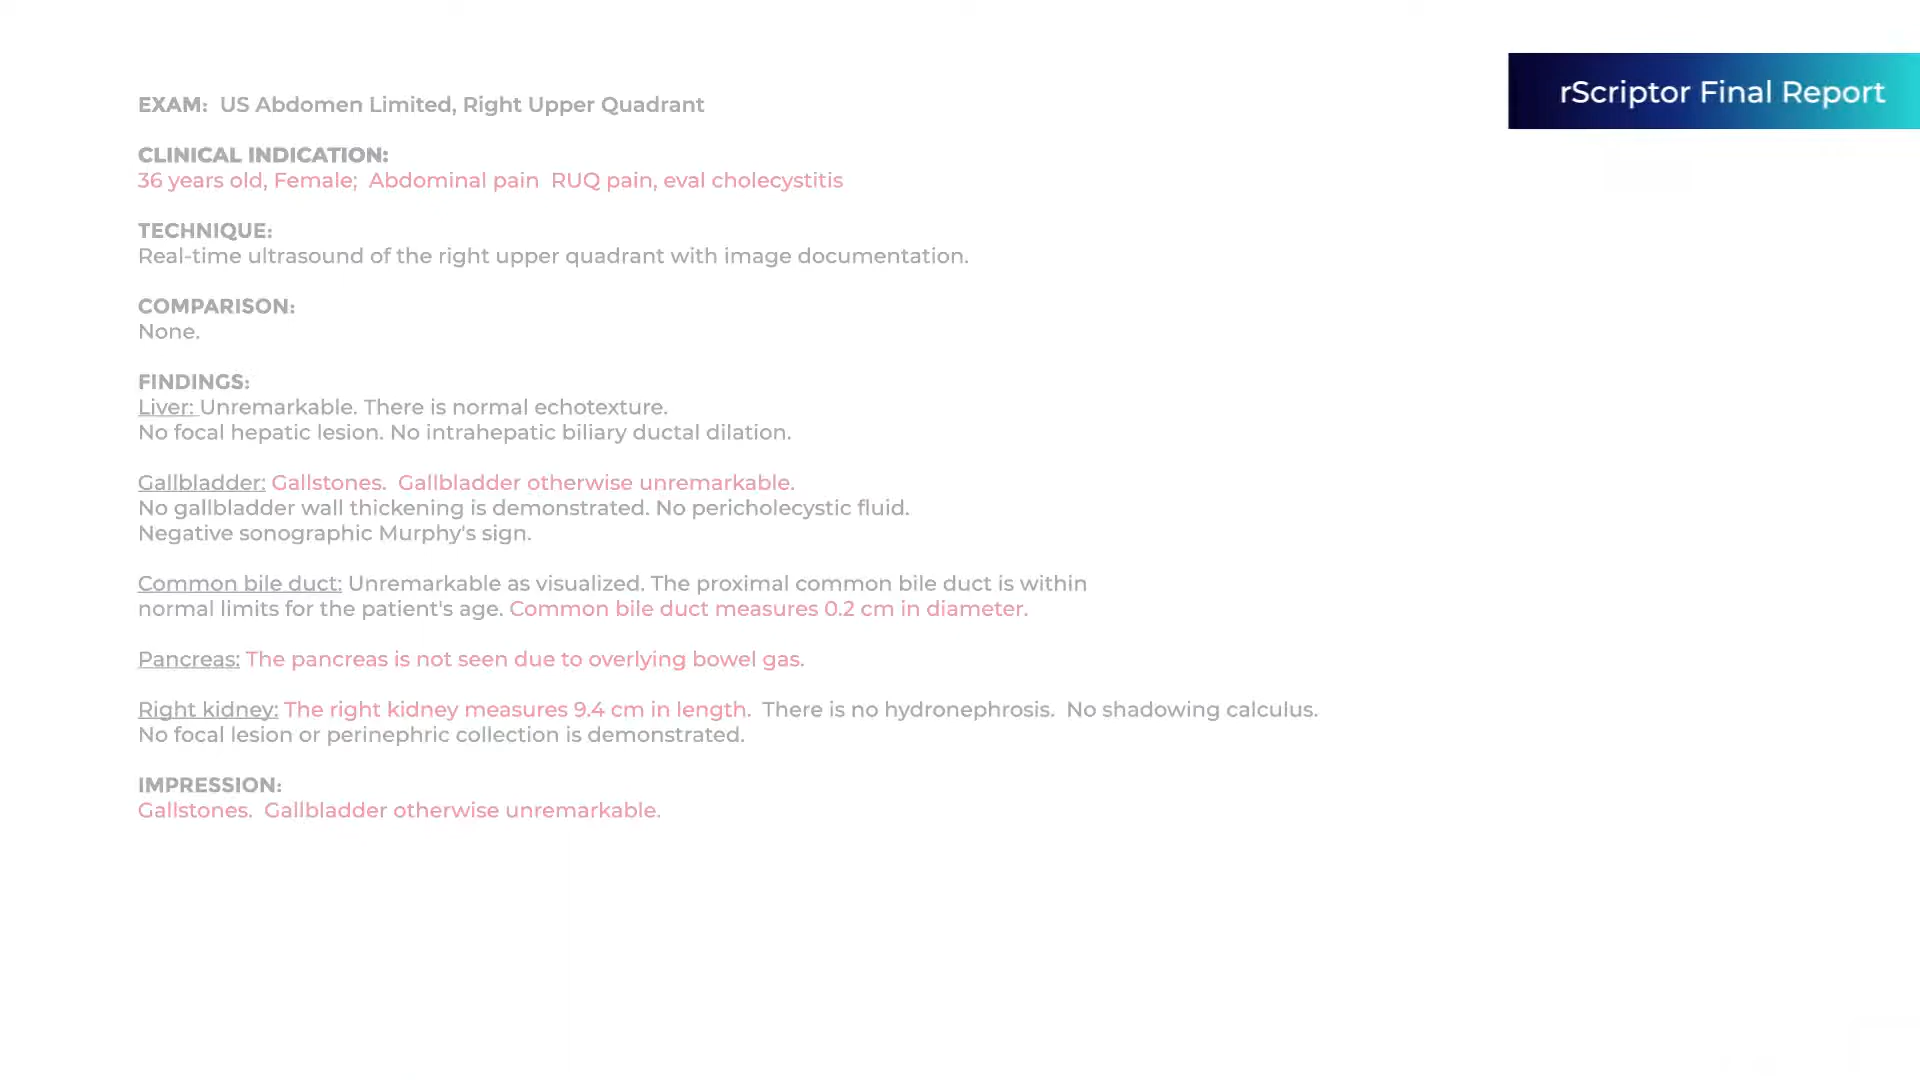 rScriptor Final Report
EXAM: US Abdomen Limited, Right Upper Quadrant
CLINICAL INDICATION:
36 years old, Female; Abdominal pain RUQ pain, eval cholecystitis
TECHNIQUE:
Real-time ultrasound of the right upper quadrant with image documentation.
COMPARISON:
None.
FINDINGS:
Liver: Unremarkable. There is normal echotexture.
No focal hepatic lesion. No intrahepatic biliary ductal dilation.
Gallbladder: Gallstones. Gallbladder otherwise unremarkable.
No gallbladder wall thickening is demonstrated. No pericholecystic fluid.
Negative sonographic Murphy's sign.
Common bile duct: Unremarkable as visualized. The proximal common bile duct is within
normal limits for the patient's age. Common bile duct measures 0.2 cm in diameter.
Pancreas: The pancreas is not seen due to overlying bowel gas.
Right kidney: The right kidney measures 9.4 cm in length. There is no hydronephrosis. No shadowing calculus.
No focal lesion or perinephric collection is demonstrated.
IMPRESSION:
Gallstones. Gallbladder otherwise unremarkable.